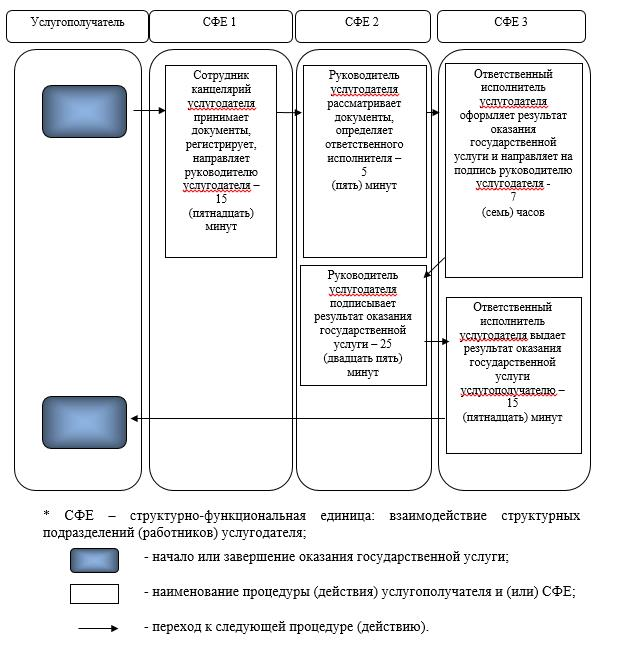 Услугополучатель
СФЕ 1
СФЕ 2
СФЕ 3
Сотрудник
канцелярий
услугодателя
принимает
документы,
регистрирует,
направляет
руководителю
услугодателя –
15
(пятнадцать)
минут
Руководитель
услугодателя
рассматривает
документы,
определяет
ответственного
исполнителя –
5
(пять) минут
Ответственный
исполнитель
услугодателя
оформляет результат
оказания
государственной
услуги и направляет на
подпись руководителю
услугодателя -
7
(семь) часов
Руководитель
услугодателя
подписывает
результат оказания
государственной
услуги – 25
(двадцать пять)
минут
Ответственный
исполнитель
услугодателя выдает
результат оказания
государственной
услуги
услугополучателю –
15
(пятнадцать) минут
* СФЕ – структурно-функциональная единица: взаимодействие структурных
подразделений (работников) услугодателя;
- начало или завершение оказания государственной услуги;
- наименование процедуры (действия) услугополучателя и (или) СФЕ;
- переход к следующей процедуре (действию).